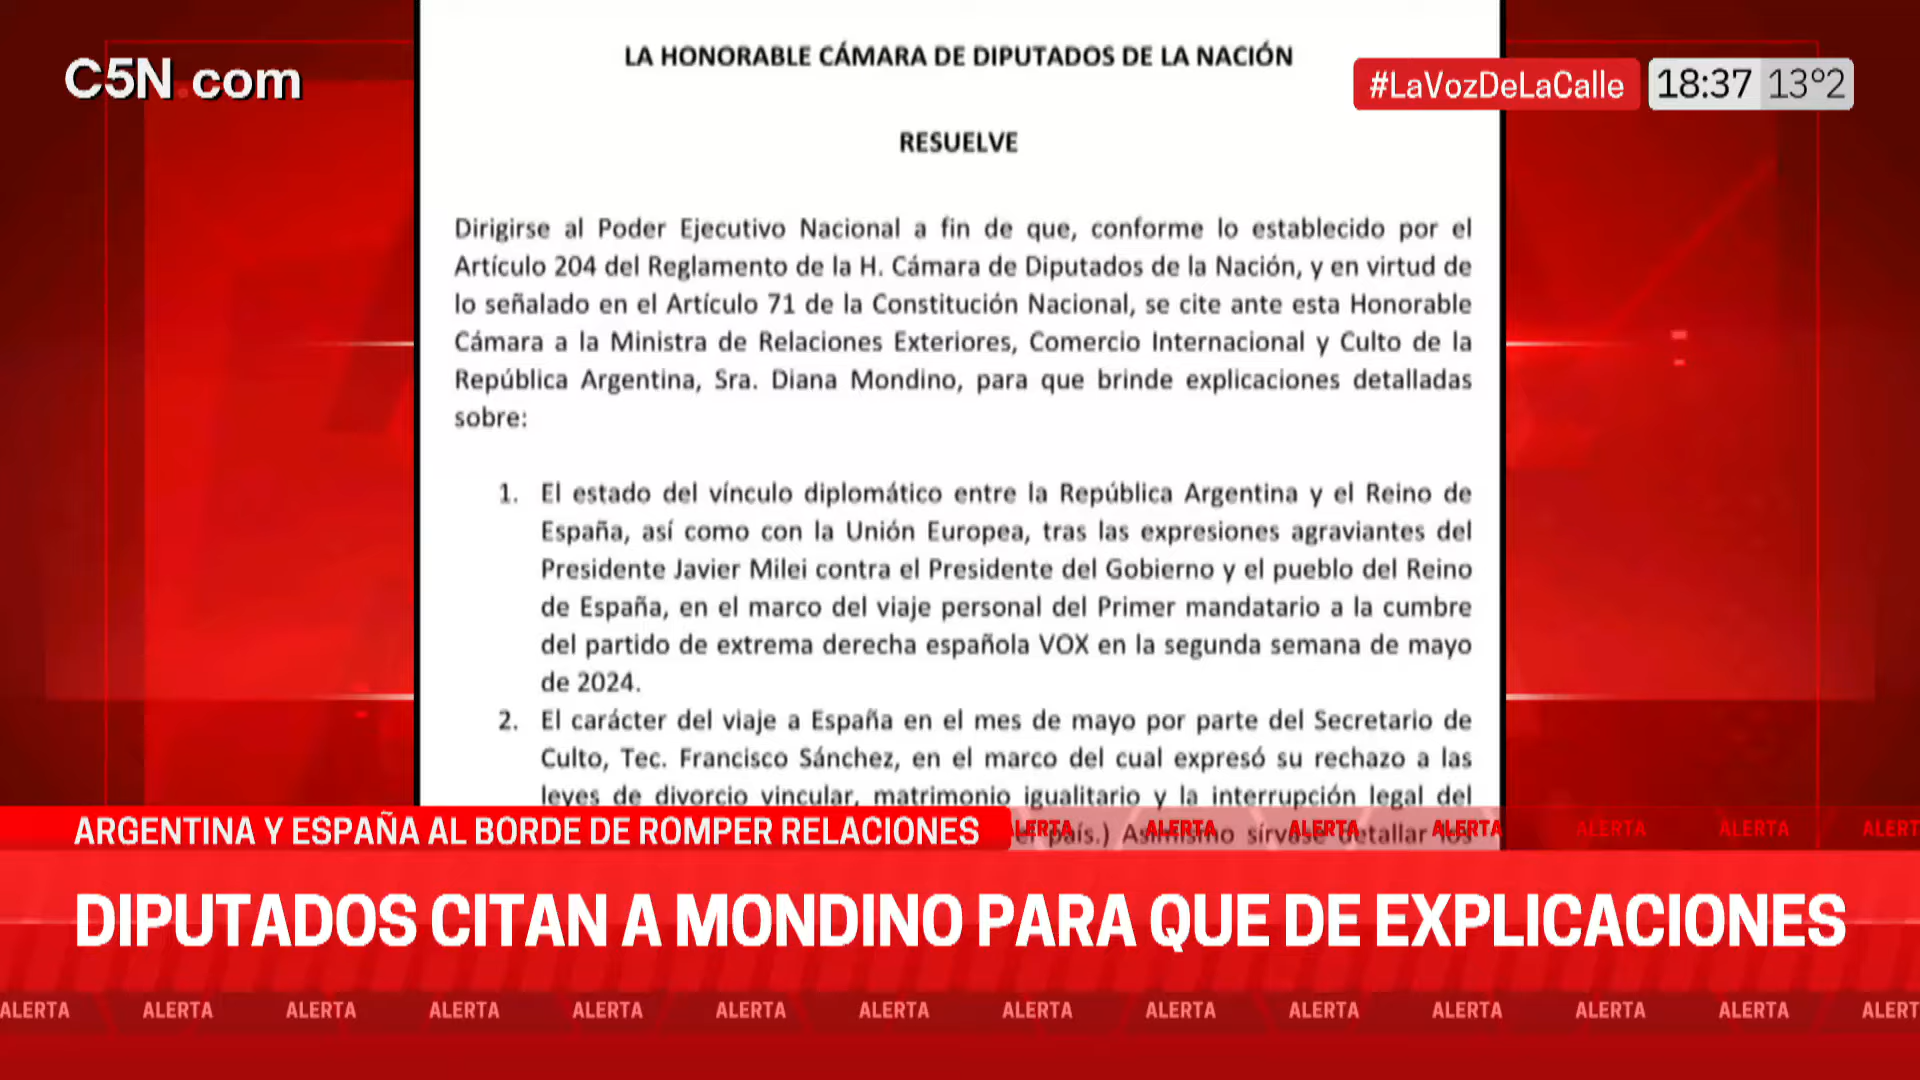 C5N.com
#LaVozDeLaCalle
18:37 13°2
LA HONORABLE CÁMARA DE DIPUTADOS DE LA NACIÓN
RESUELVE
Dirigirse al Poder Ejecutivo Nacional a fin de que, conforme lo establecido por el
Artículo 204 del Reglamento de la H. Cámara de Diputados de la Nación, y en virtud de
lo señalado en el Artículo 71 de la Constitución Nacional, se cite ante esta Honorable
Cámara a la Ministra de Relaciones Exteriores, Comercio Internacional y Culto de la
República Argentina, Sra. Diana Mondino, para que brinde explicaciones detalladas
sobre:
1. El estado del vínculo diplomático entre la República Argentina y el Reino de
España, así como con la Unión Europea, tras las expresiones agraviantes del
Presidente Javier Milei contra el Presidente del Gobierno y el pueblo del Reino
de España, en el marco del viaje personal del Primer mandatario a la cumbre
del partido de extrema derecha española VOX en la segunda semana de mayo
de 2024.
2. El carácter del viaje a España en el mes de mayo por parte del Secretario de
Culto, Tec. Francisco Sánchez, en el marco del cual expresó su rechazo a las
leyes de divorcio vincular, matrimonio igualitario y la interrupción legal del
país.) Asimismo sírvase detallar los
ARGENTINA Y ESPAÑA AL BORDE DE ROMPER RELACIONES
ALERTA ALERTA ALERTA ALERTA ALERTA ALERTA ALERT
DIPUTADOS CITAN A MONDINO PARA QUE DE EXPLICACIONES
ALERTA ALERTA ALERTA ALERTA ALERTA ALERTA ALERTA ALERTA ALERTA ALERTA ALERTA ALERTA ALERTA ALERT